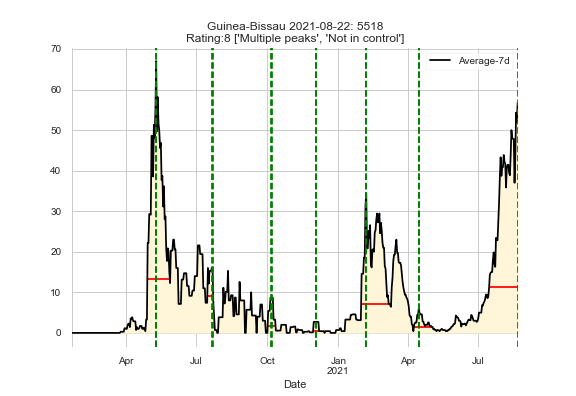 Guinea-Bissau 2021-08-22: 5518
Rating:8 ['Multiple peaks', 'Not in control']
70
60
50
40
30
20
10
0
Average-7d
Apr
Jul
Oct
Jan
2021
Apr
Jul
Date